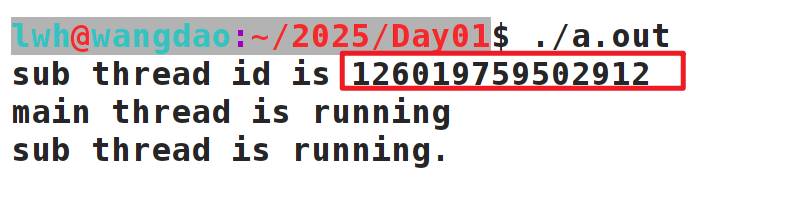 lwh@wangdao:~/2025/Day01$ ./a.out
sub thread id is 126019759502912
main thread is running
sub thread is running.